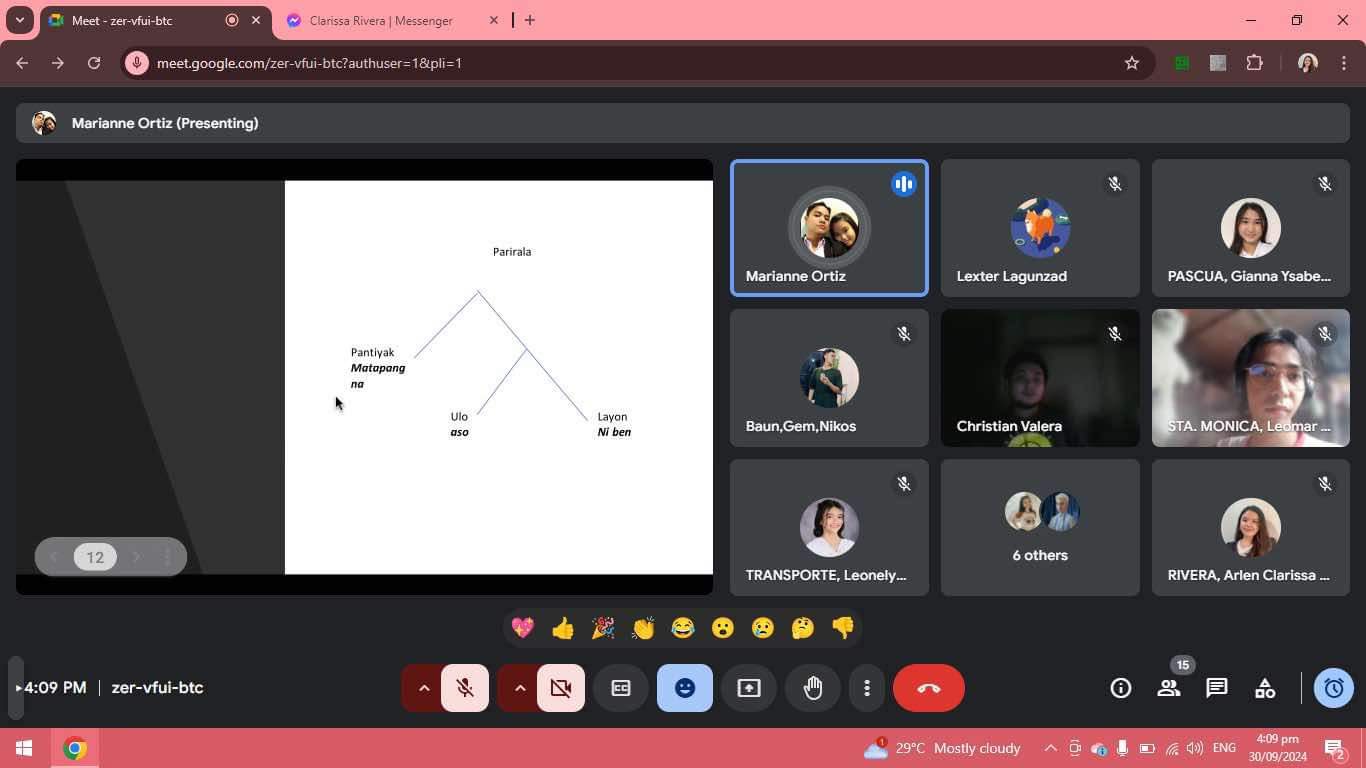 Meet - zer-vfui-btc
Clarissa Rivera | Messenger
meet.google.com/zer-vfui-btc?authuser=1&pli=1
Marianne Ortiz (Presenting)
Parirala
Pantiyak
Matapang
na
Ulo
aso
Layon
Ni ben
12
Marianne Ortiz
Lexter Lagunzad
PASCUA, Gianna Ysabe...
Baun,Gem,Nikos
Christian Valera
STA. MONICA, Leomar ...
TRANSPORTE, Leonely...
6 others
RIVERA, Arlen Clarissa ...
4:09 PM | zer-vfui-btc
CC
15
1
29°C Mostly cloudy
ENG
4:09 pm
30/09/2024
2